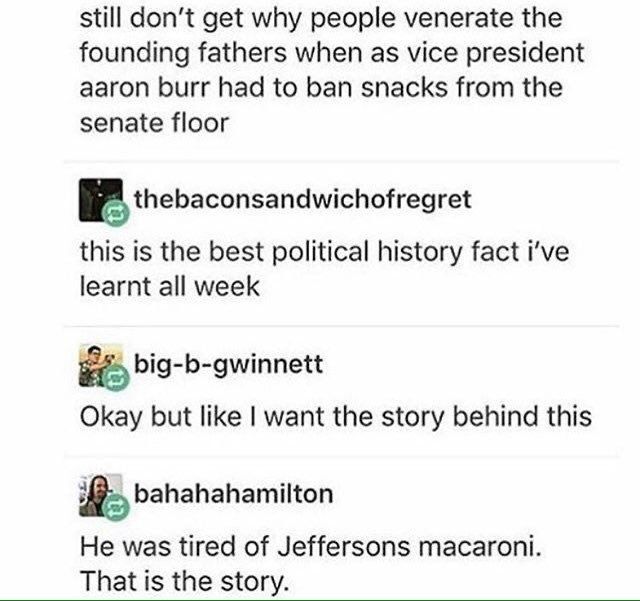 still don't get why people venerate the
founding fathers when as vice president
aaron burr had to ban snacks from the
senate floor
thebaconsandwichofregret
this is the best political history fact i've
learnt all week
big-b-gwinnett
Okay but like I want the story behind this
bahahahamilton
He was tired of Jeffersons macaroni.
That is the story.